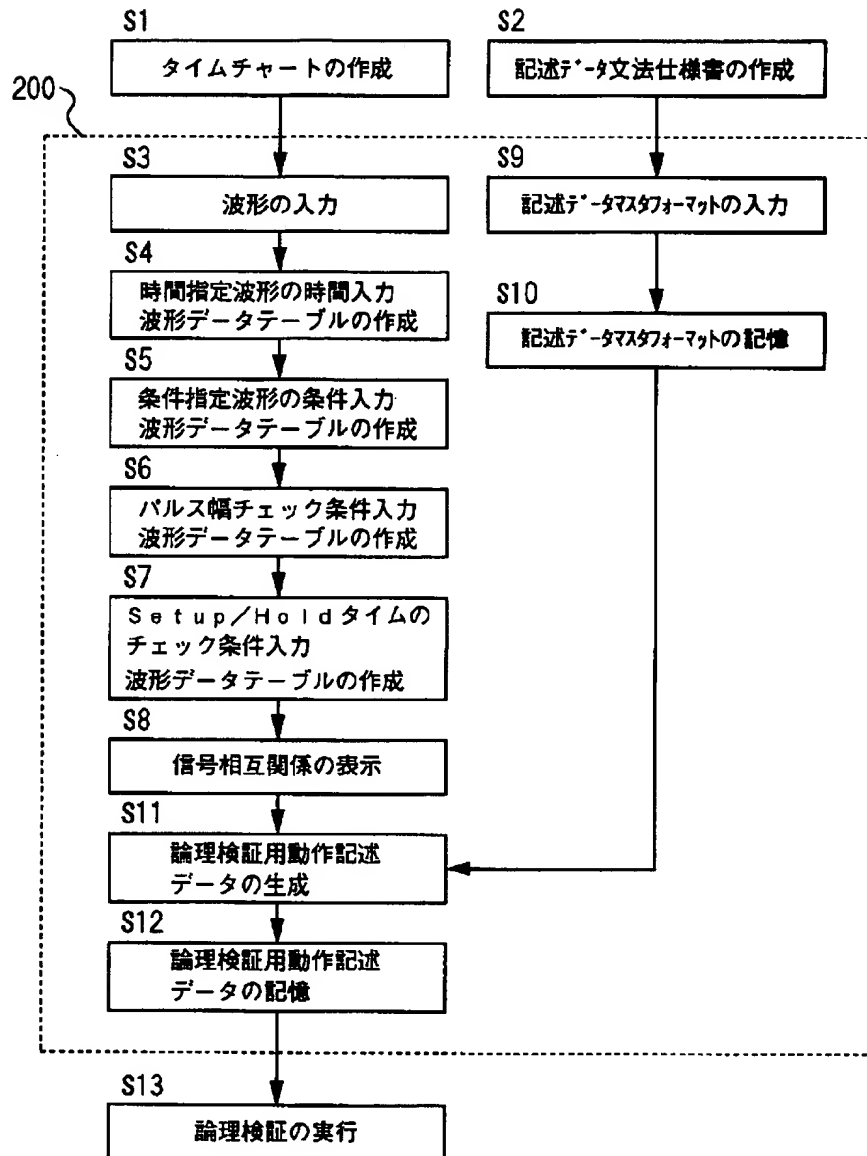 S1
タイムチャートの作成
S2
記述ﾃﾞｰﾀ文法仕様書の作成
200
S3
波形の入力
S9
記述ﾃﾞｰﾀﾏｽﾀﾌｫｰﾏｯﾄの入力
S4
時間指定波形の時間入力
波形データテーブルの作成
S10
記述ﾃﾞｰﾀﾏｽﾀﾌｫｰﾏｯﾄの記憶
S5
条件指定波形の条件入力
波形データテーブルの作成
S6
パルス幅チェック条件入力
波形データテーブルの作成
S7
Setup／Holdタイムの
チェック条件入力
波形データテーブルの作成
S8
信号相互関係の表示
S11
論理検証用動作記述
データの生成
S12
論理検証用動作記述
データの記憶
S13
論理検証の実行